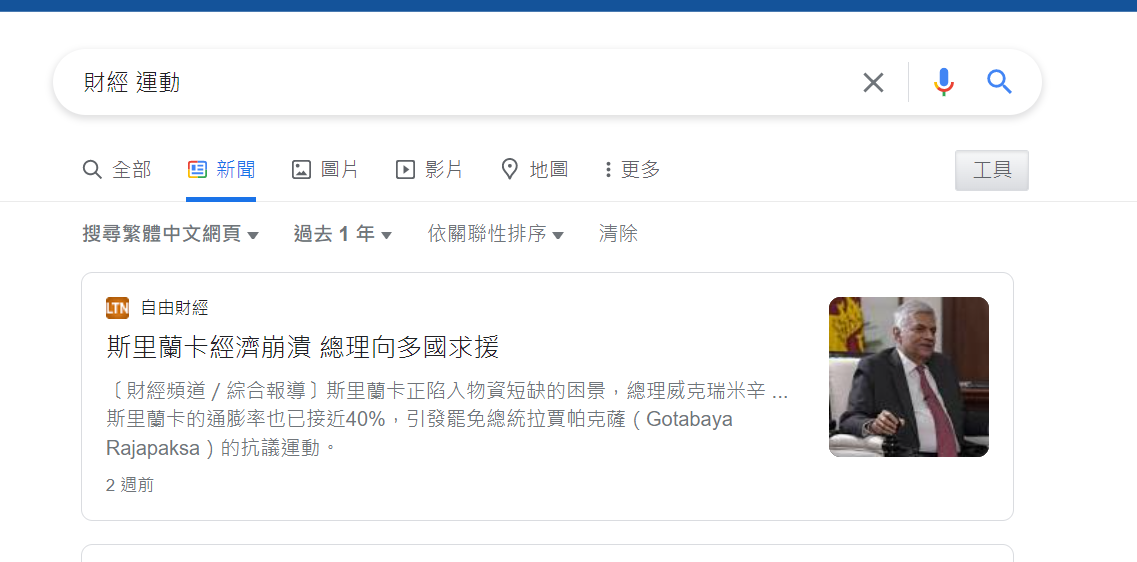 財經 運動
全部 新聞 圖片 影片 地圖 更多 工具
搜尋繁體中文網頁 過去 1 年 依關聯性排序 清除
LTN 自由財經
斯里蘭卡經濟崩潰 總理向多國求援
〔財經頻道／綜合報導〕斯里蘭卡正陷入物資短缺的困景，總理威克瑞米辛 ...
斯里蘭卡的通膨率也已接近40%，引發罷免總統拉賈帕克薩（Gotabaya
Rajapaksa）的抗議運動。
2 週前